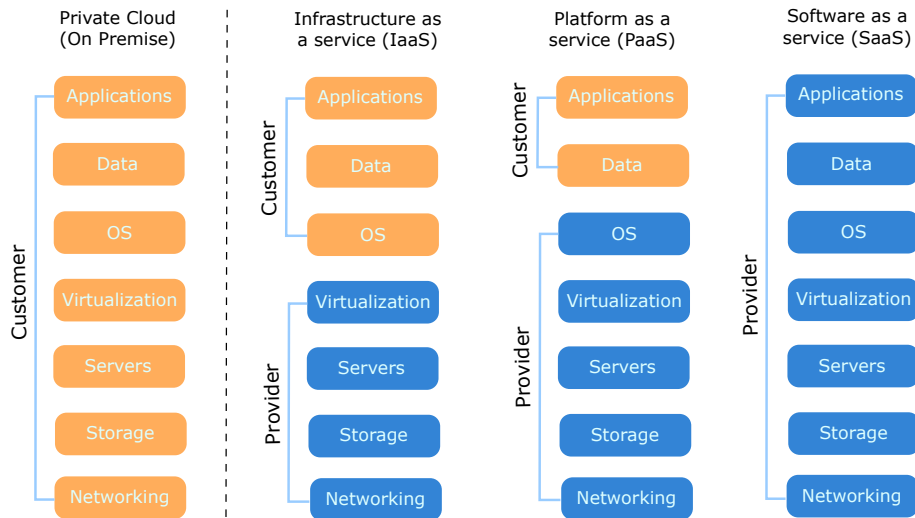 Private Cloud
(On Premise)
Customer
Applications
Data
OS
Virtualization
Servers
Storage
Networking
Infrastructure as
a service (IaaS)
Customer
Applications
Data
OS
Provider
Virtualization
Servers
Storage
Networking
Platform as a
service (PaaS)
Customer
Applications
Data
Provider
OS
Virtualization
Servers
Storage
Networking
Software as a
service (SaaS)
Provider
Applications
Data
OS
Virtualization
Servers
Storage
Networking